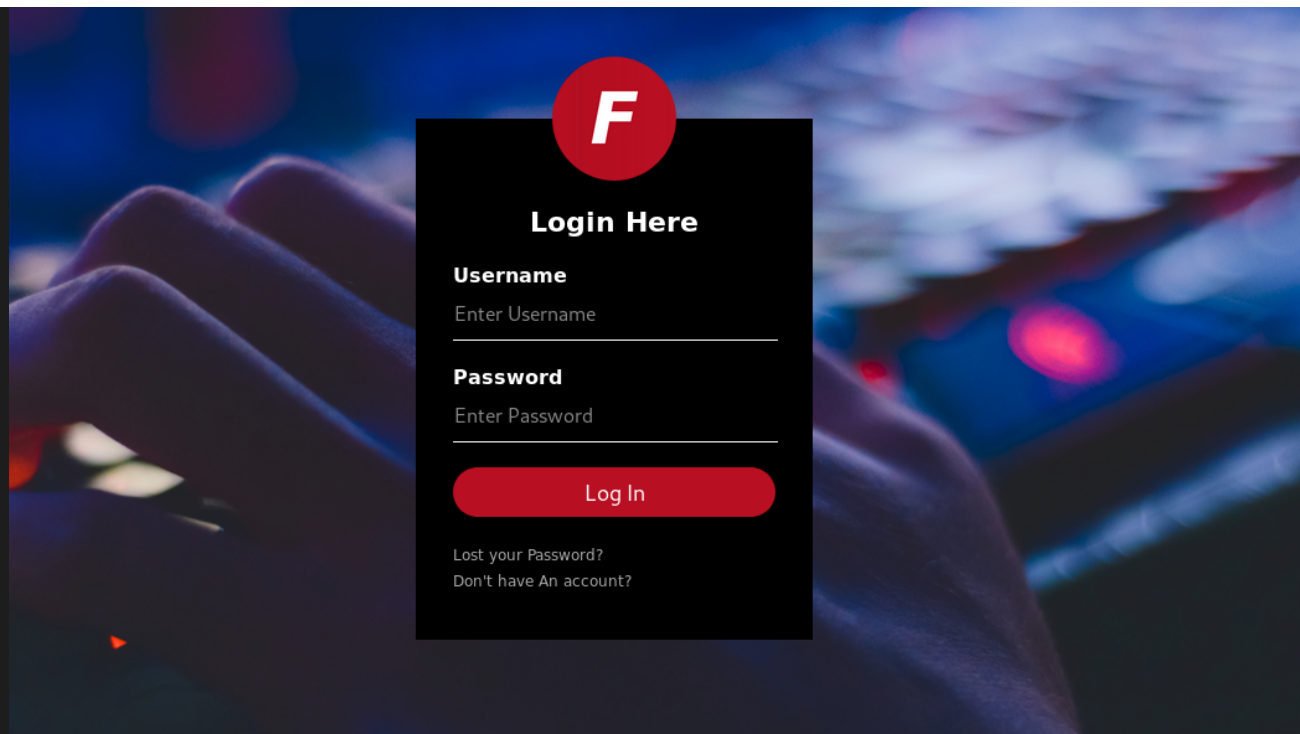 F
Login Here
Username
Enter Username
Password
Enter Password
Log In
Lost your Password?
Don't have An account?